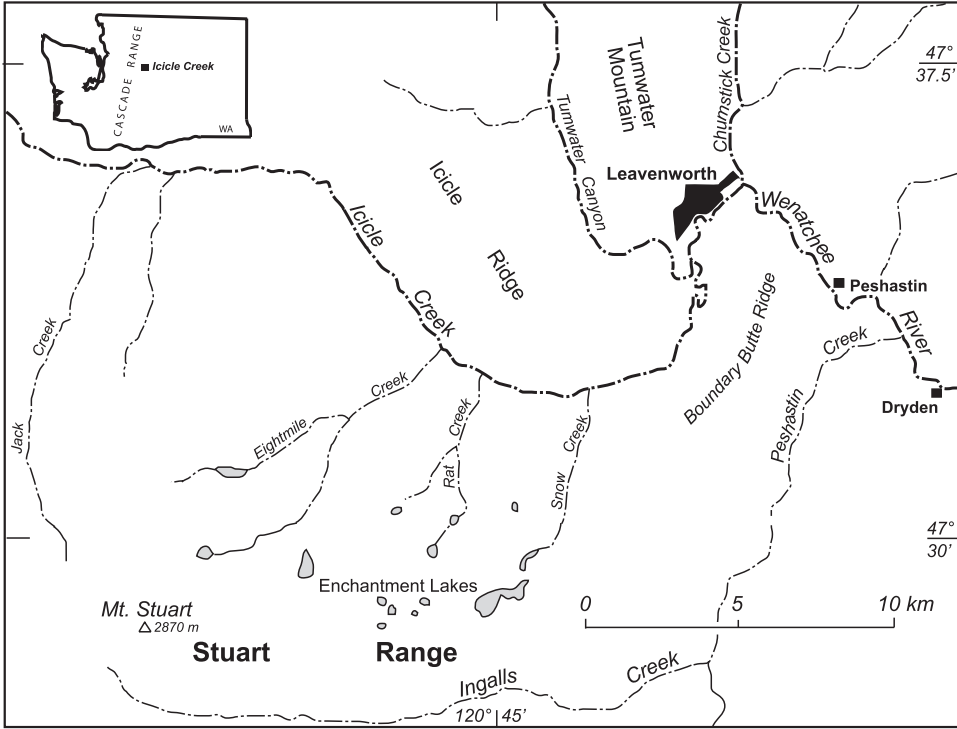 CASCADE RANGE
Icicle Creek
WA
47°
37.5'
Tumwater
Mountain
Chumstick Creek
Tumwater Canyon
Leavenworth
Icicle
Ridge
Icicle
Creek
Wenatchee
River
Peshastin
Boundary Butte Ridge
Peshastin
Creek
Dryden
Jack
Creek
Eightmile
Creek
Rat
Creek
Snow
Creek
47°
30'
Enchantment Lakes
Mt. Stuart
2870 m
Stuart Range
0 5 10 km
Ingalls
Creek
120° 45'